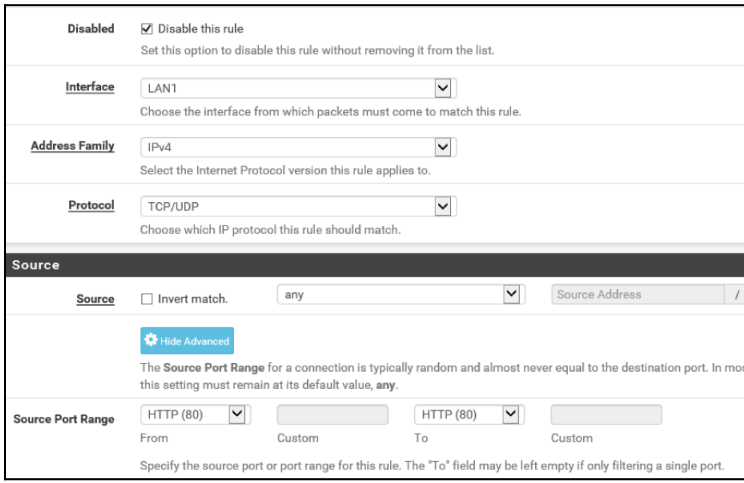 Disabled Disable this rule
Set this option to disable this rule without removing it from the list.
Interface LAN1
Choose the interface from which packets must come to match this rule.
Address Family IPv4
Select the Internet Protocol version this rule applies to.
Protocol TCP/UDP
Choose which IP protocol this rule should match.
Source
Source Invert match. any Source Address /
Hide Advanced
The Source Port Range for a connection is typically random and almost never equal to the destination port. In
this setting must remain at its default value, any.
Source Port Range HTTP (80) HTTP (80)
From Custom To Custom
Specify the source port or port range for this rule. The "To" field may be left empty if only filtering a single port.